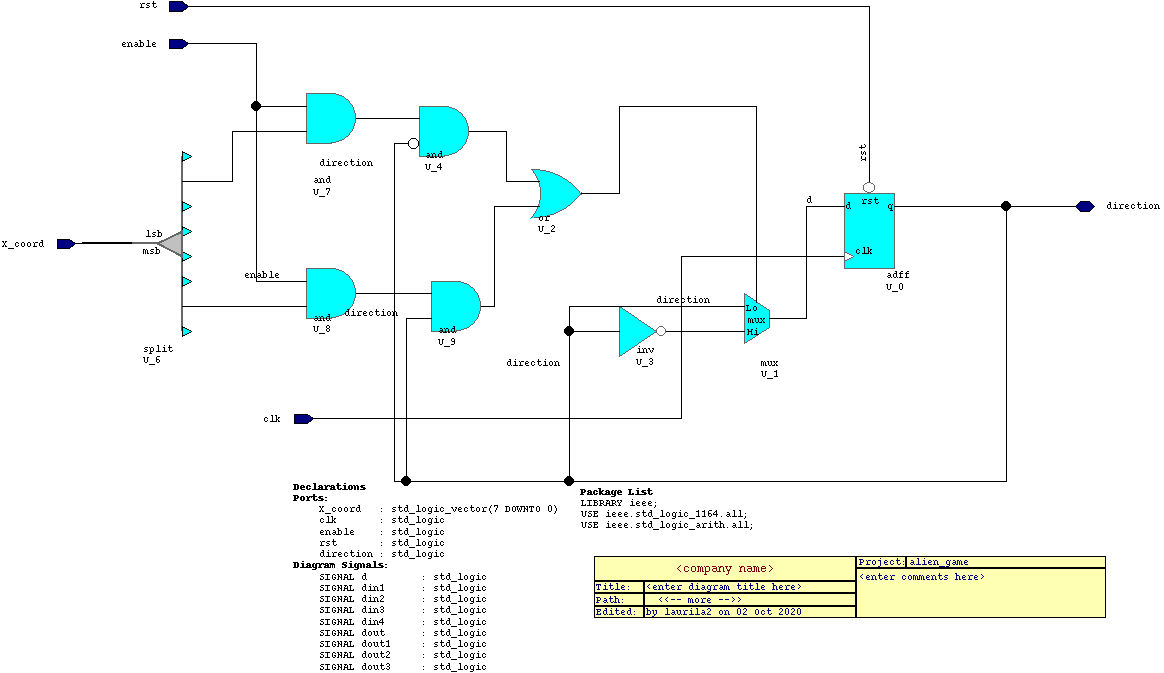 rst
enable
rst
d
d
rst
q
clk
direction
adff
U_0
and
U_4
direction
and
U_7
or
U_2
lsb
X_coord
msb
enable
direction
and
U_8
and
U_9
direction
Lo
mux
Hi
direction
inv
U_3
mux
U_1
split
U_6
clk
Declarations
Ports:
X_coord : std_logic_vector(7 DOWNTO 0)
clk : std_logic
enable : std_logic
rst : std_logic
direction : std_logic
Diagram Signals:
SIGNAL d : std_logic
SIGNAL din1 : std_logic
SIGNAL din2 : std_logic
SIGNAL din3 : std_logic
SIGNAL din4 : std_logic
SIGNAL dout : std_logic
SIGNAL dout1 : std_logic
SIGNAL dout2 : std_logic
SIGNAL dout3 : std_logic
Package List
LIBRARY ieee;
USE ieee.std_logic_1164.all;
USE ieee.std_logic_arith.all;
<company name>
Title: <enter diagram title here>
Path: <<-- more -->>
Edited: by laurila2 on 02 Oct 2020
Project: alien_game
<enter comments here>